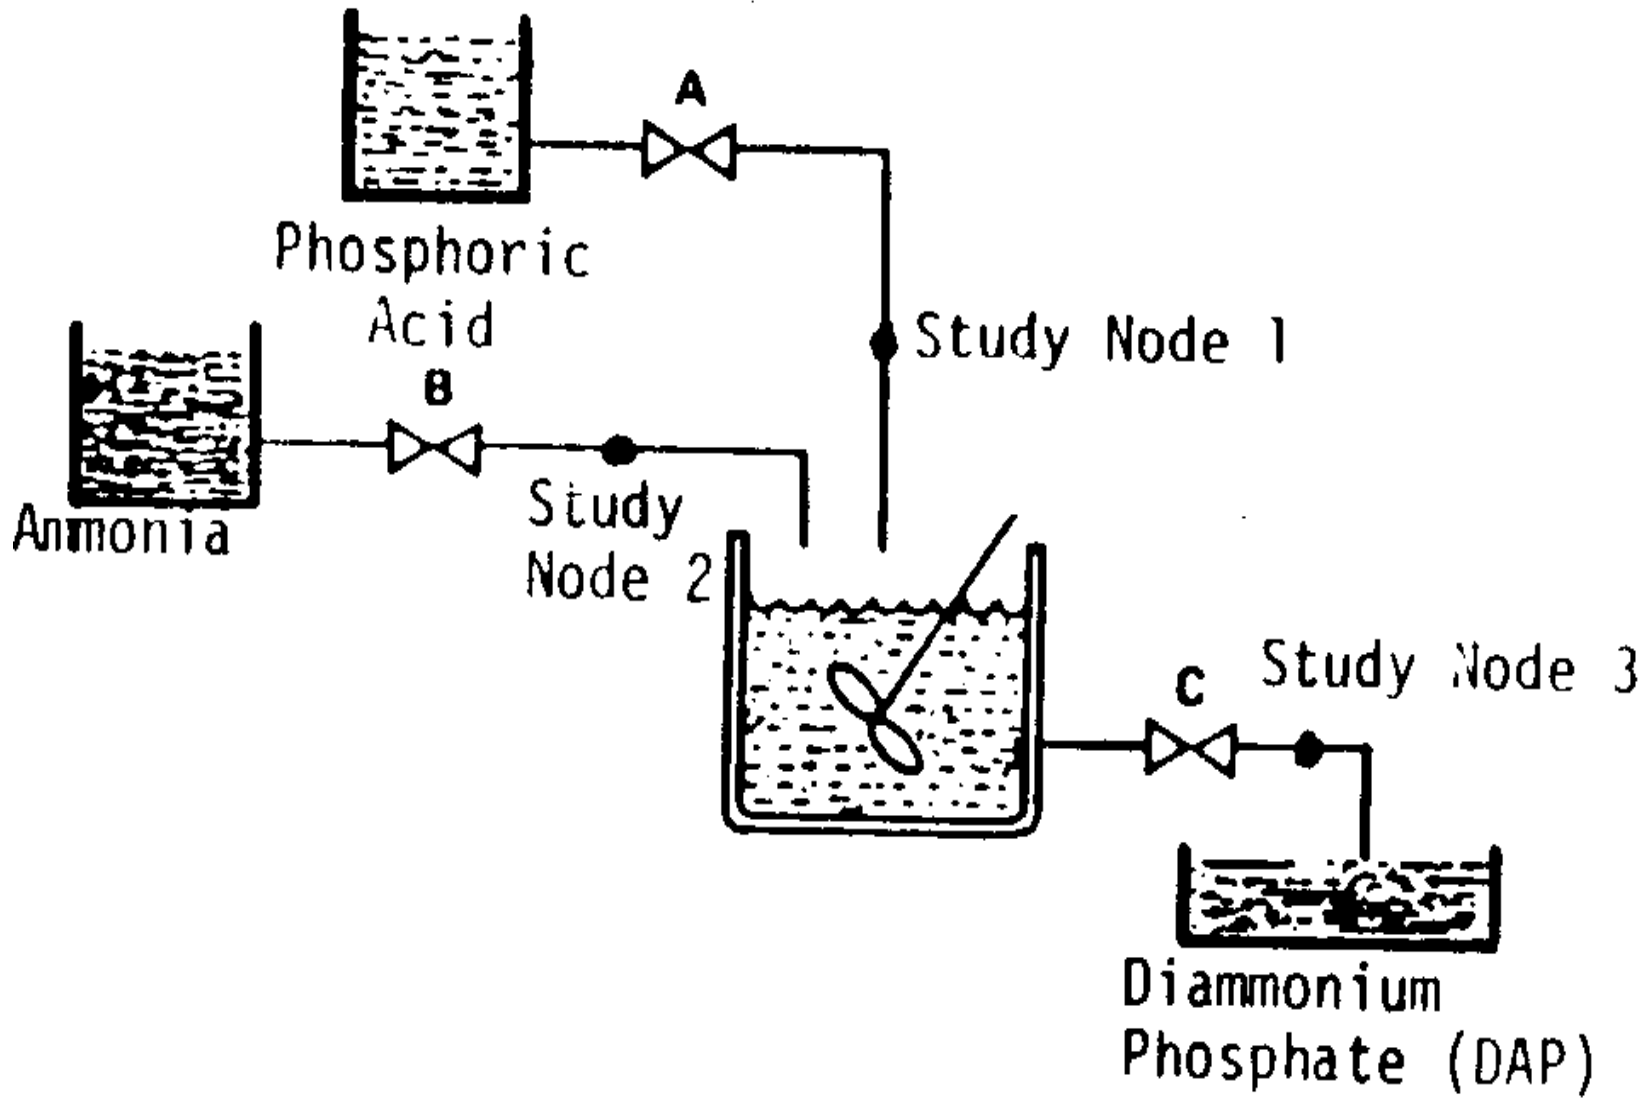 A
Phosphoric
Acid
Study Node 1
B
Ammonia
Study
Node 2
C
Study Node 3
Diammonium
Phosphate (DAP)